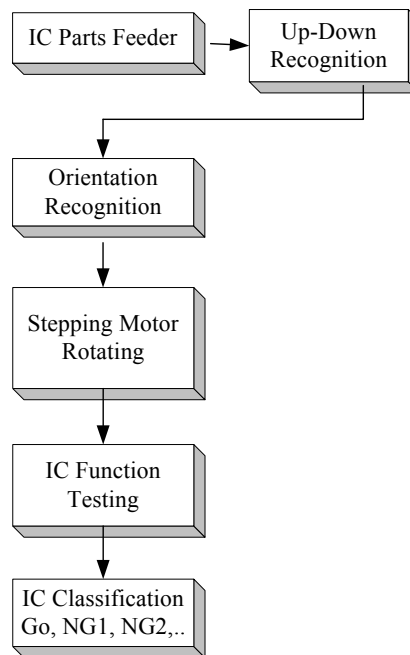 IC Parts Feeder
Up-Down
Recognition
Orientation
Recognition
Stepping Motor
Rotating
IC Function
Testing
IC Classification
Go, NG1, NG2,..